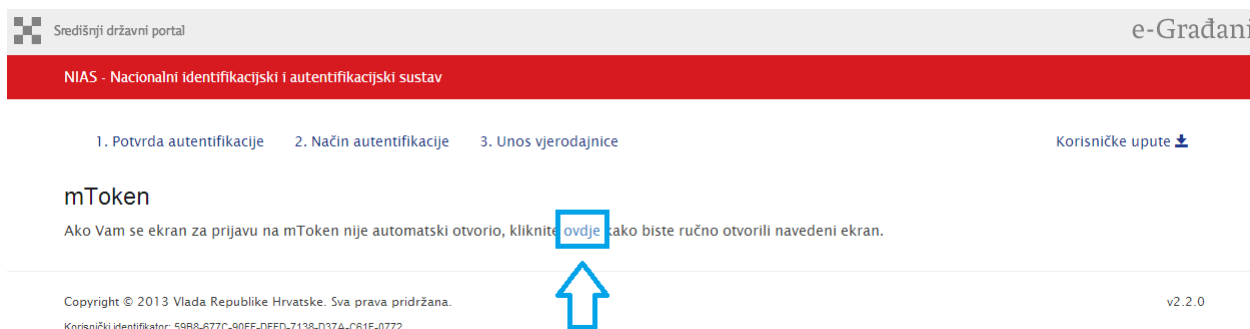 Središnji državni portal
e-Građani
NIAS - Nacionalni identifikacijski i autentifikacijski sustav
1. Potvrda autentifikacije 2. Način autentifikacije 3. Unos vjerodajnice Korisničke upute
mToken
Ako Vam se ekran za prijavu na mToken nije automatski otvorio, kliknite ovdje kako biste ručno otvorili navedeni ekran.
Copyright © 2013 Vlada Republike Hrvatske. Sva prava pridržana. v2.2.0
Korisnički identifikator: